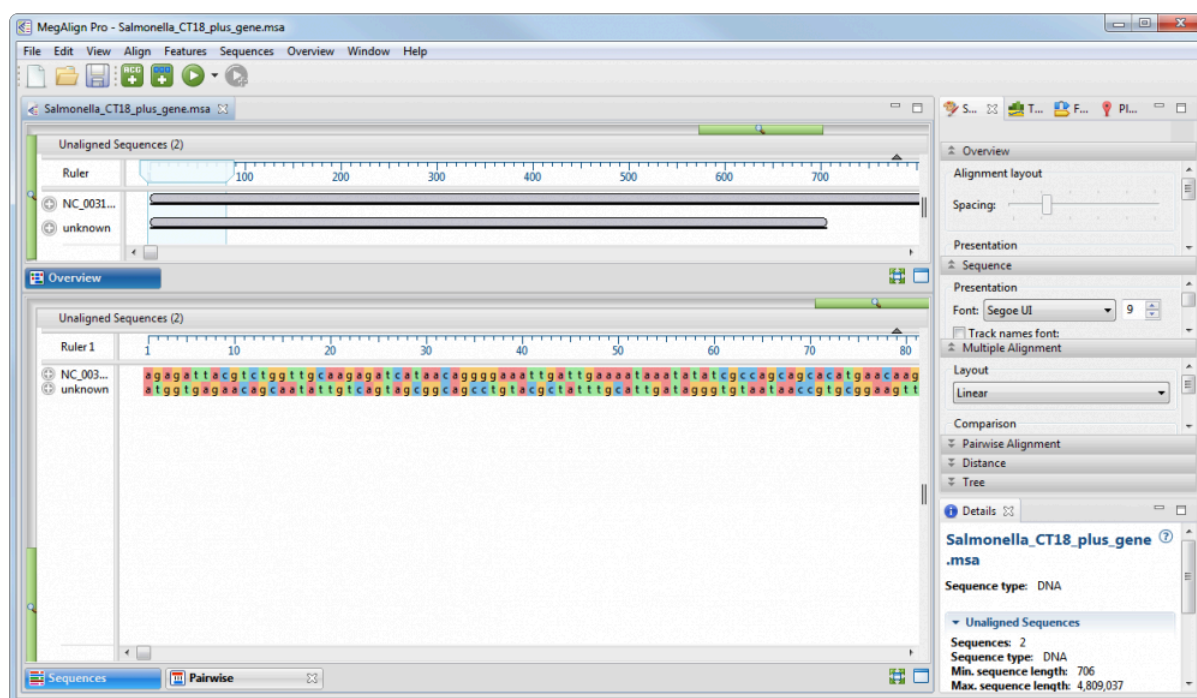 MegAlign Pro - Salmonella_CT18_plus_gene.msa
File Edit View Align Features Sequences Overview Window Help
Salmonella_CT18_plus_gene.msa
Unaligned Sequences (2)
Ruler 100 200 300 400 500 600 700
NC_0031...
unknown
Overview
Unaligned Sequences (2)
Ruler 1 1 10 20 30 40 50 60 70 80
NC_003... agagattacgtctggttgcaagagatcataacaggggaaattgattgaaaataaatatatcgccagcagcacatgaacaag
unknown atggtgagaacagcaatattgtcagtagcggcagcctgtacgctatttgcattgatagggtgtaataaccgtgcggaagtt
Sequences Pairwise
S... T... F... Pl...
Overview
Alignment layout
Spacing:
Presentation
Sequence
Presentation
Font: Segoe UI 9
Track names font:
Multiple Alignment
Layout
Linear
Comparison
Pairwise Alignment
Distance
Tree
Details
Salmonella_CT18_plus_gene
.msa
Sequence type: DNA
Unaligned Sequences
Sequences: 2
Sequence type: DNA
Min. sequence length: 706
Max. sequence length: 4,809,037